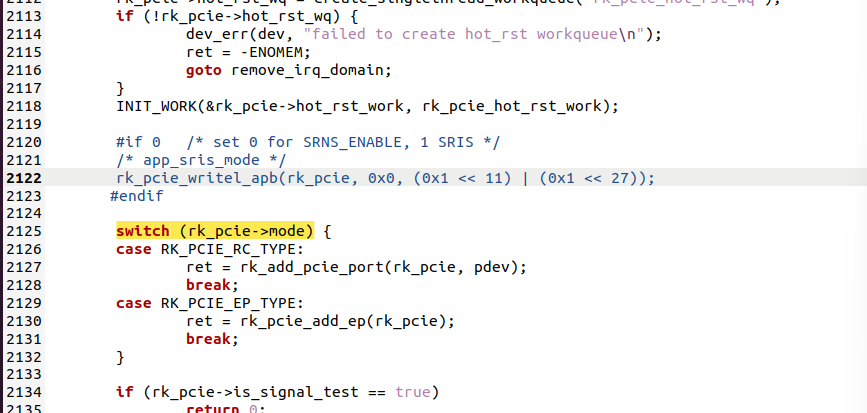 2112 rk_pcie->hot_rst_wq = create_singlethread_workqueue("rk_pcie_hot_rst_wq");
2113 if (!rk_pcie->hot_rst_wq) {
2114 dev_err(dev, "failed to create hot_rst workqueue\n");
2115 ret = -ENOMEM;
2116 goto remove_irq_domain;
2117 }
2118 INIT_WORK(&rk_pcie->hot_rst_work, rk_pcie_hot_rst_work);
2119
2120 #if 0 /* set 0 for SRNS_ENABLE, 1 SRIS */
2121 /* app_sris_mode */
2122 rk_pcie_writel_apb(rk_pcie, 0x0, (0x1 << 11) | (0x1 << 27));
2123 #endif
2124
2125 switch (rk_pcie->mode) {
2126 case RK_PCIE_RC_TYPE:
2127 ret = rk_add_pcie_port(rk_pcie, pdev);
2128 break;
2129 case RK_PCIE_EP_TYPE:
2130 ret = rk_pcie_add_ep(rk_pcie);
2131 break;
2132 }
2133
2134 if (rk_pcie->is_signal_test == true)
2135 return 0;